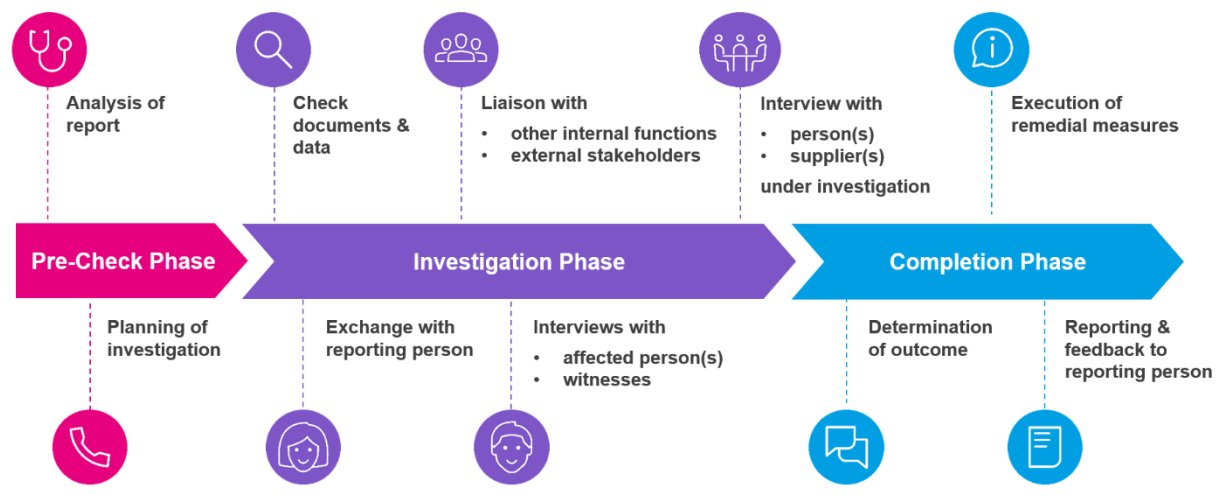 Analysis of
report
Check
documents &
data
Liaison with
• other internal functions
• external stakeholders
Interview with
• person(s)
• supplier(s)
under investigation
Execution of
remedial measures
Pre-Check Phase
Investigation Phase
Completion Phase
Planning of
investigation
Exchange with
reporting person
Interviews with
• affected person(s)
• witnesses
Determination
of outcome
Reporting &
feedback to
reporting person